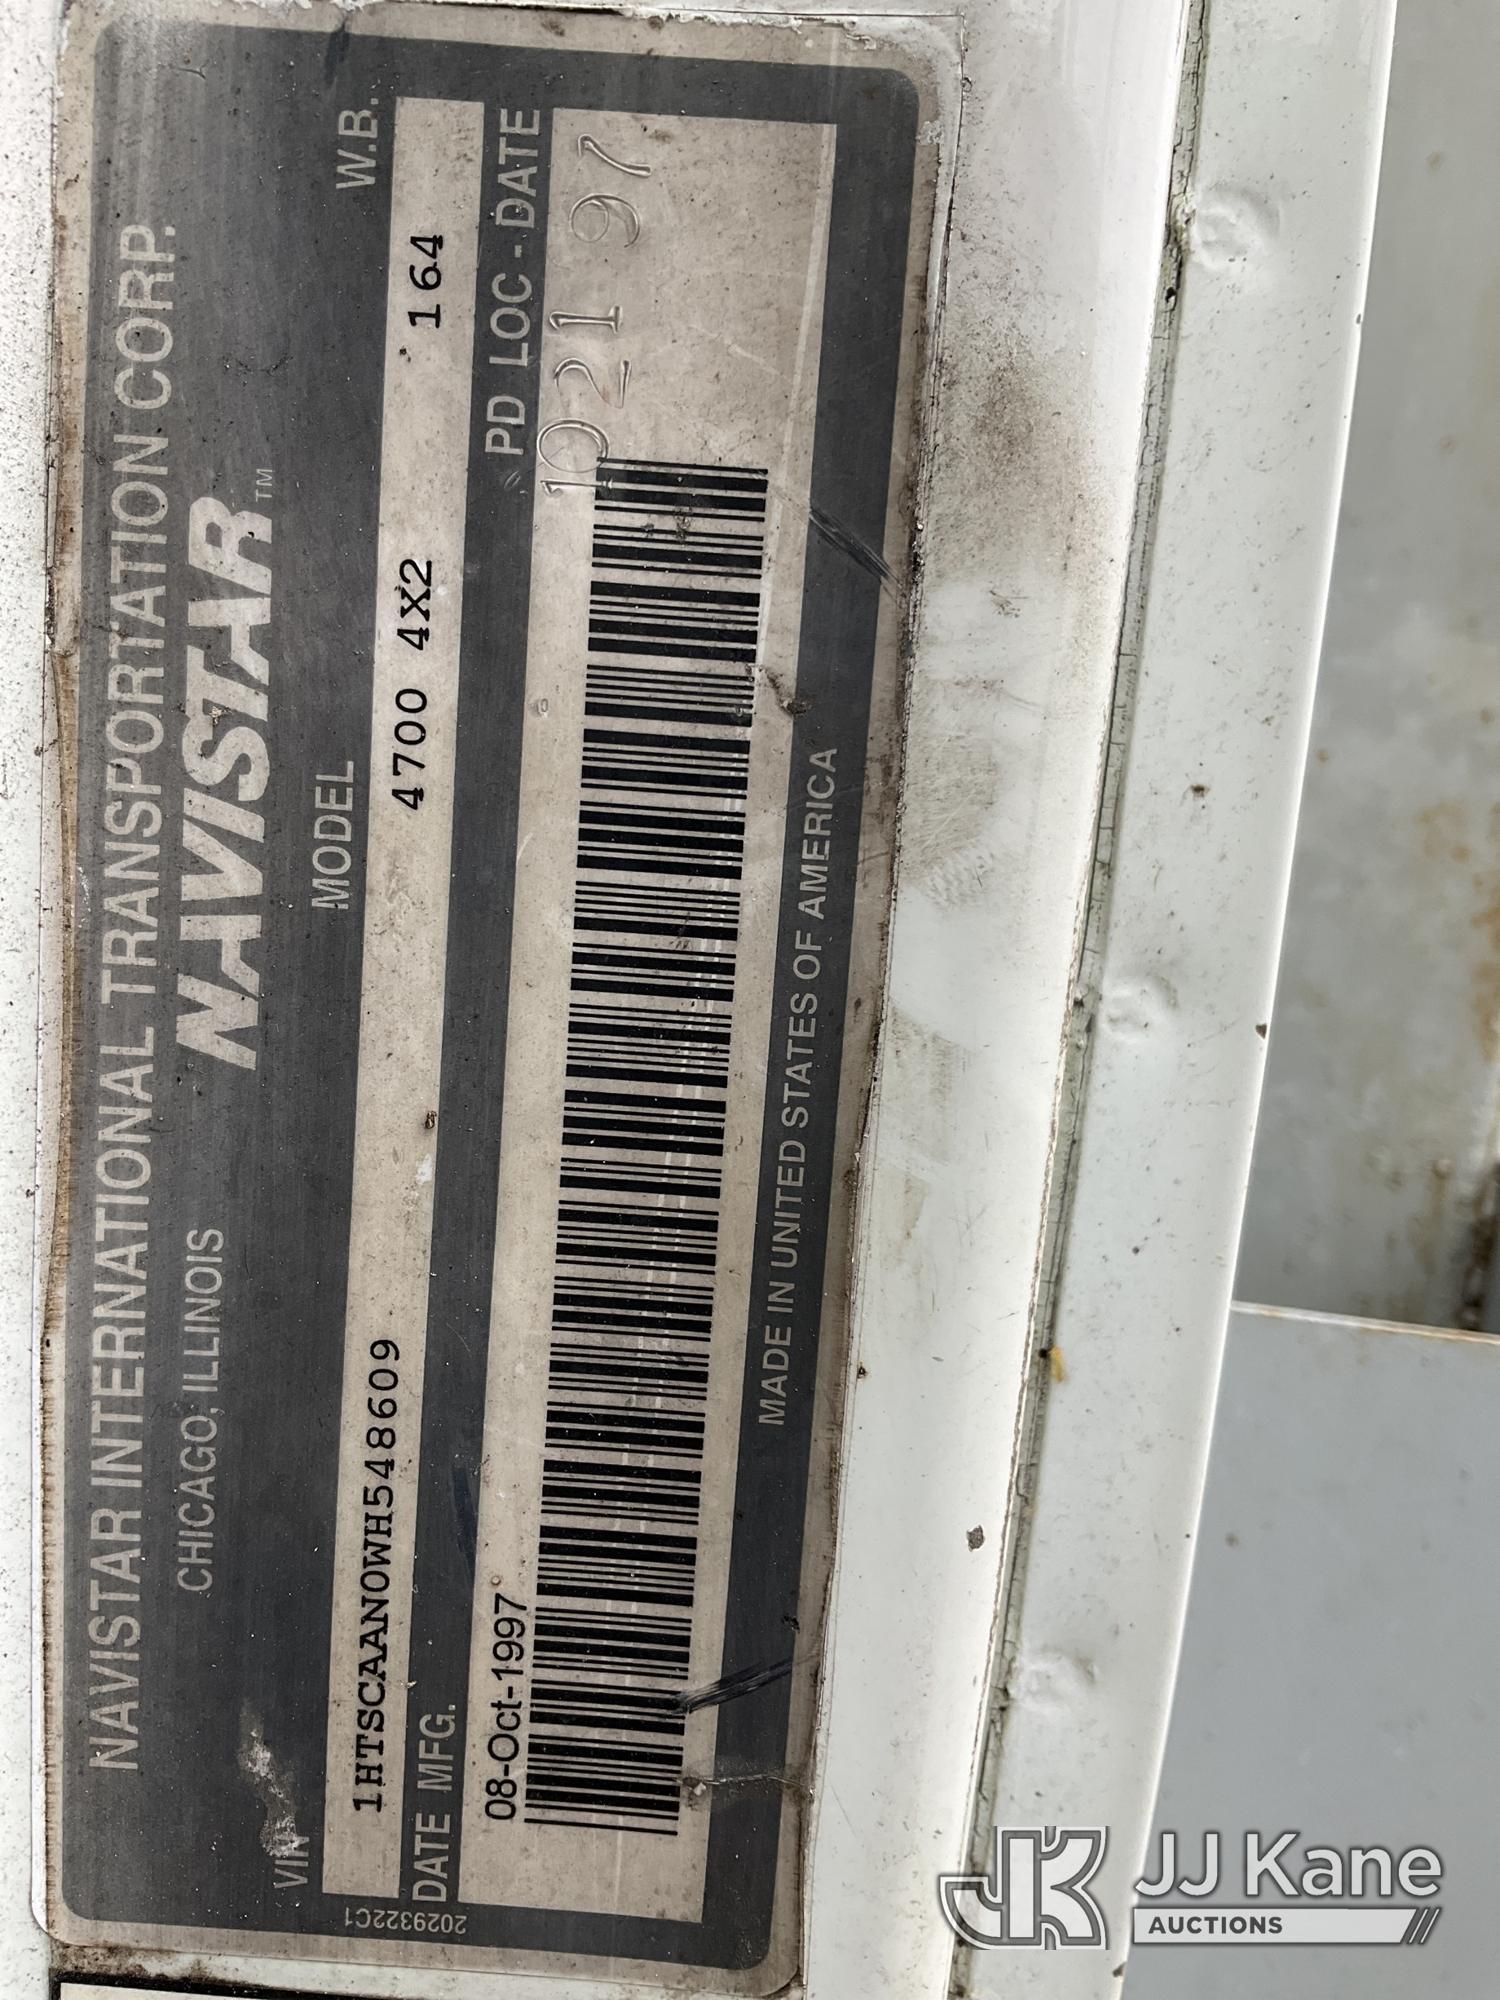 NAVISTAR INTERNATIONAL TRANSPORTATION CORP.
CHICAGO, ILLINOIS
NAVISTAR™
VIN MODEL W.B.
1HTSCAAN0WH548609 4700 4X2 164
DATE MFG. PD LOC - DATE
08-Oct-1997 10 21 97
MADE IN UNITED STATES OF AMERICA
2029322C1
JK JJ Kane
AUCTIONS